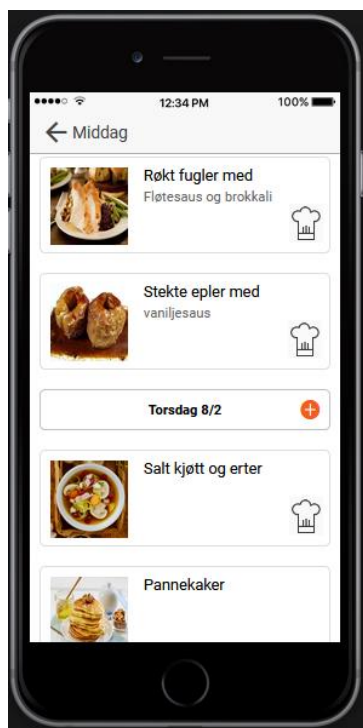 12:34 PM
100%
Middag
Røkt fugler med
Fløtesaus og brokkali
Stekte epler med
vaniljesaus
Torsdag 8/2
Salt kjøtt og erter
Pannekaker